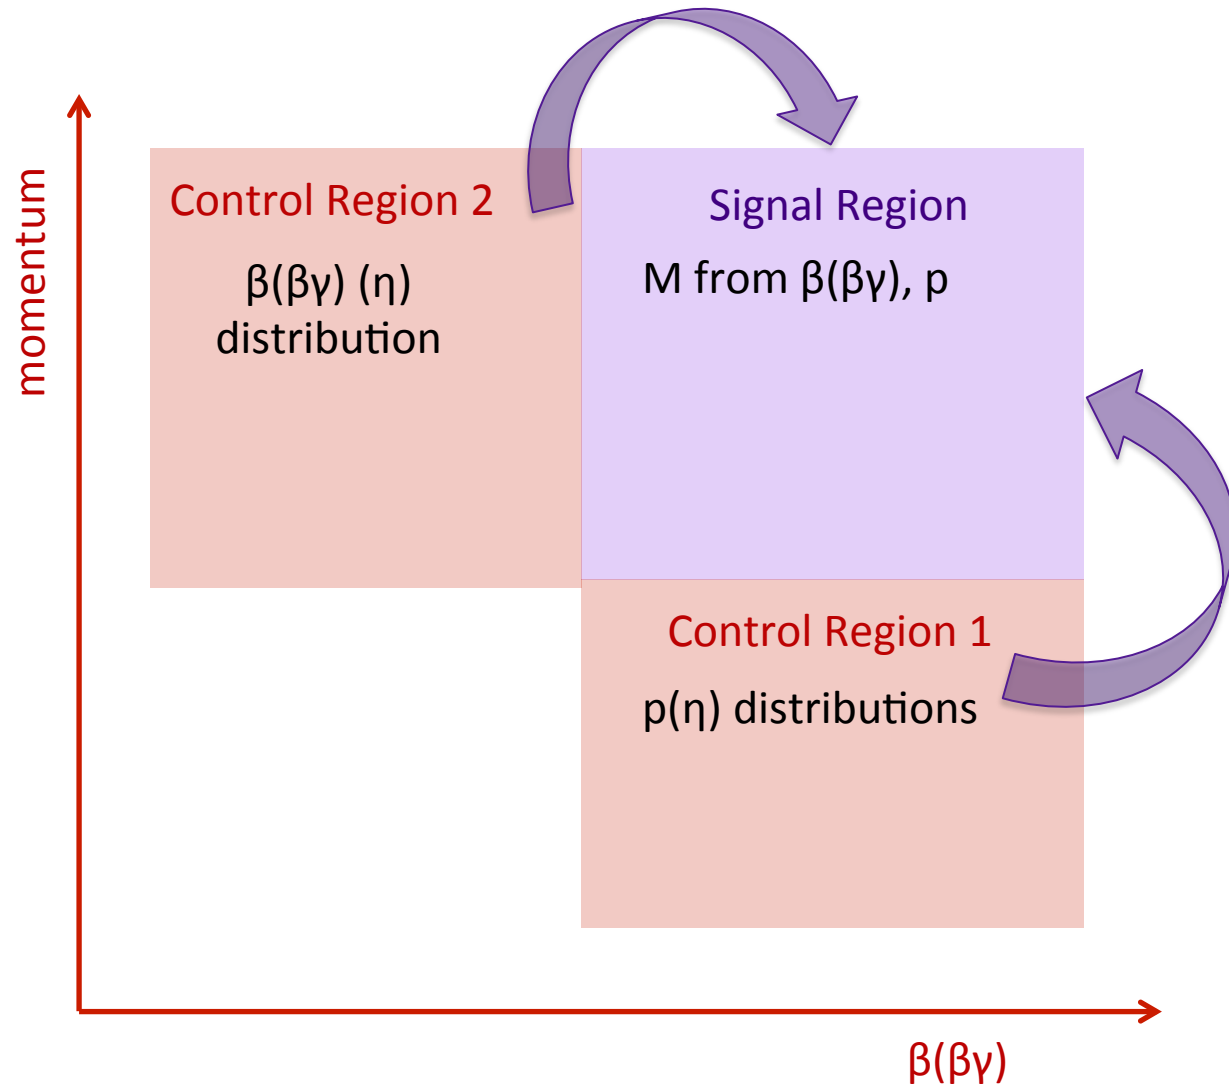 momentum
Control Region 2
β(βγ) (η)
distribution
Signal Region
M from β(βγ), p
Control Region 1
p(η) distributions
β(βγ)